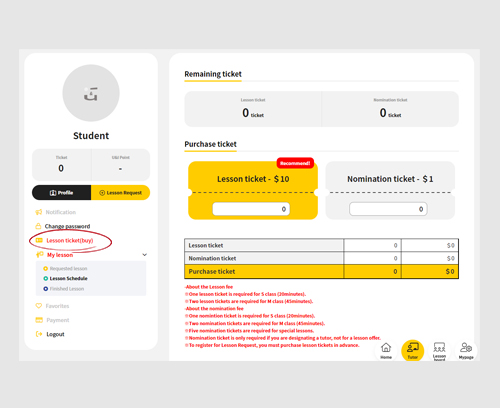 Student
Ticket
0
-
Profile
Lesson Request
Notification
Change password
Lesson ticket(buy)
My lesson
Requested lesson
Lesson Schedule
Finished Lesson
Favorites
Payment
Logout
Remaining ticket
Lesson ticket
0 ticket
Nomination ticket
0 ticket
Purchase ticket
Recommend!
Lesson ticket - $10
0
Nomination ticket - $1
0
Lesson ticket 0 $0
Nomination ticket 0 $0
Purchase ticket 0 $0
-About the Lesson fee
※One lesson ticket is required for S class (20minutes).
※Two lesson tickets are required for M class (45minutes).
-About the nomination fee
※One nomintion ticket is required for S class (20minutes).
※Two nomination tickets are required for M class (45minutes).
※Five nomination tickets are required for special lessons.
※Nomination ticket is only required if you are designating a tutor, not for a lesson offer.
※To register for Lesson Request, you must purchase lesson tickets in advance.
Home
Tutor
Lesson
board
Mypage